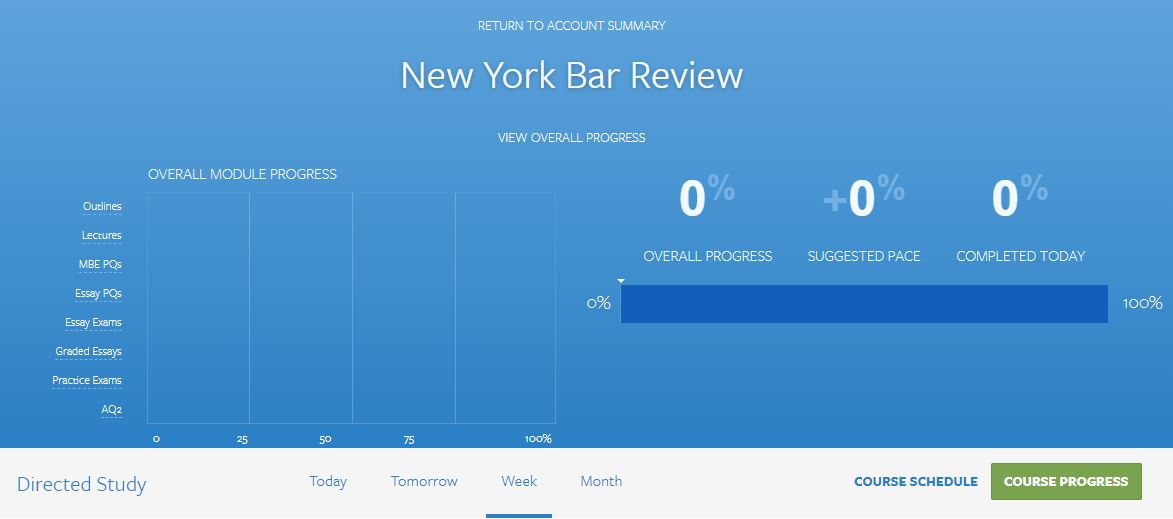 RETURN TO ACCOUNT SUMMARY
New York Bar Review
VIEW OVERALL PROGRESS
OVERALL MODULE PROGRESS
Outlines
Lectures
MBE PQs
Essay PQs
Essay Exams
Graded Essays
Practice Exams
AQ2
0 25 50 75 100%
0% +0% 0%
OVERALL PROGRESS SUGGESTED PACE COMPLETED TODAY
0% 100%
Directed Study Today Tomorrow Week Month COURSE SCHEDULE COURSE PROGRESS